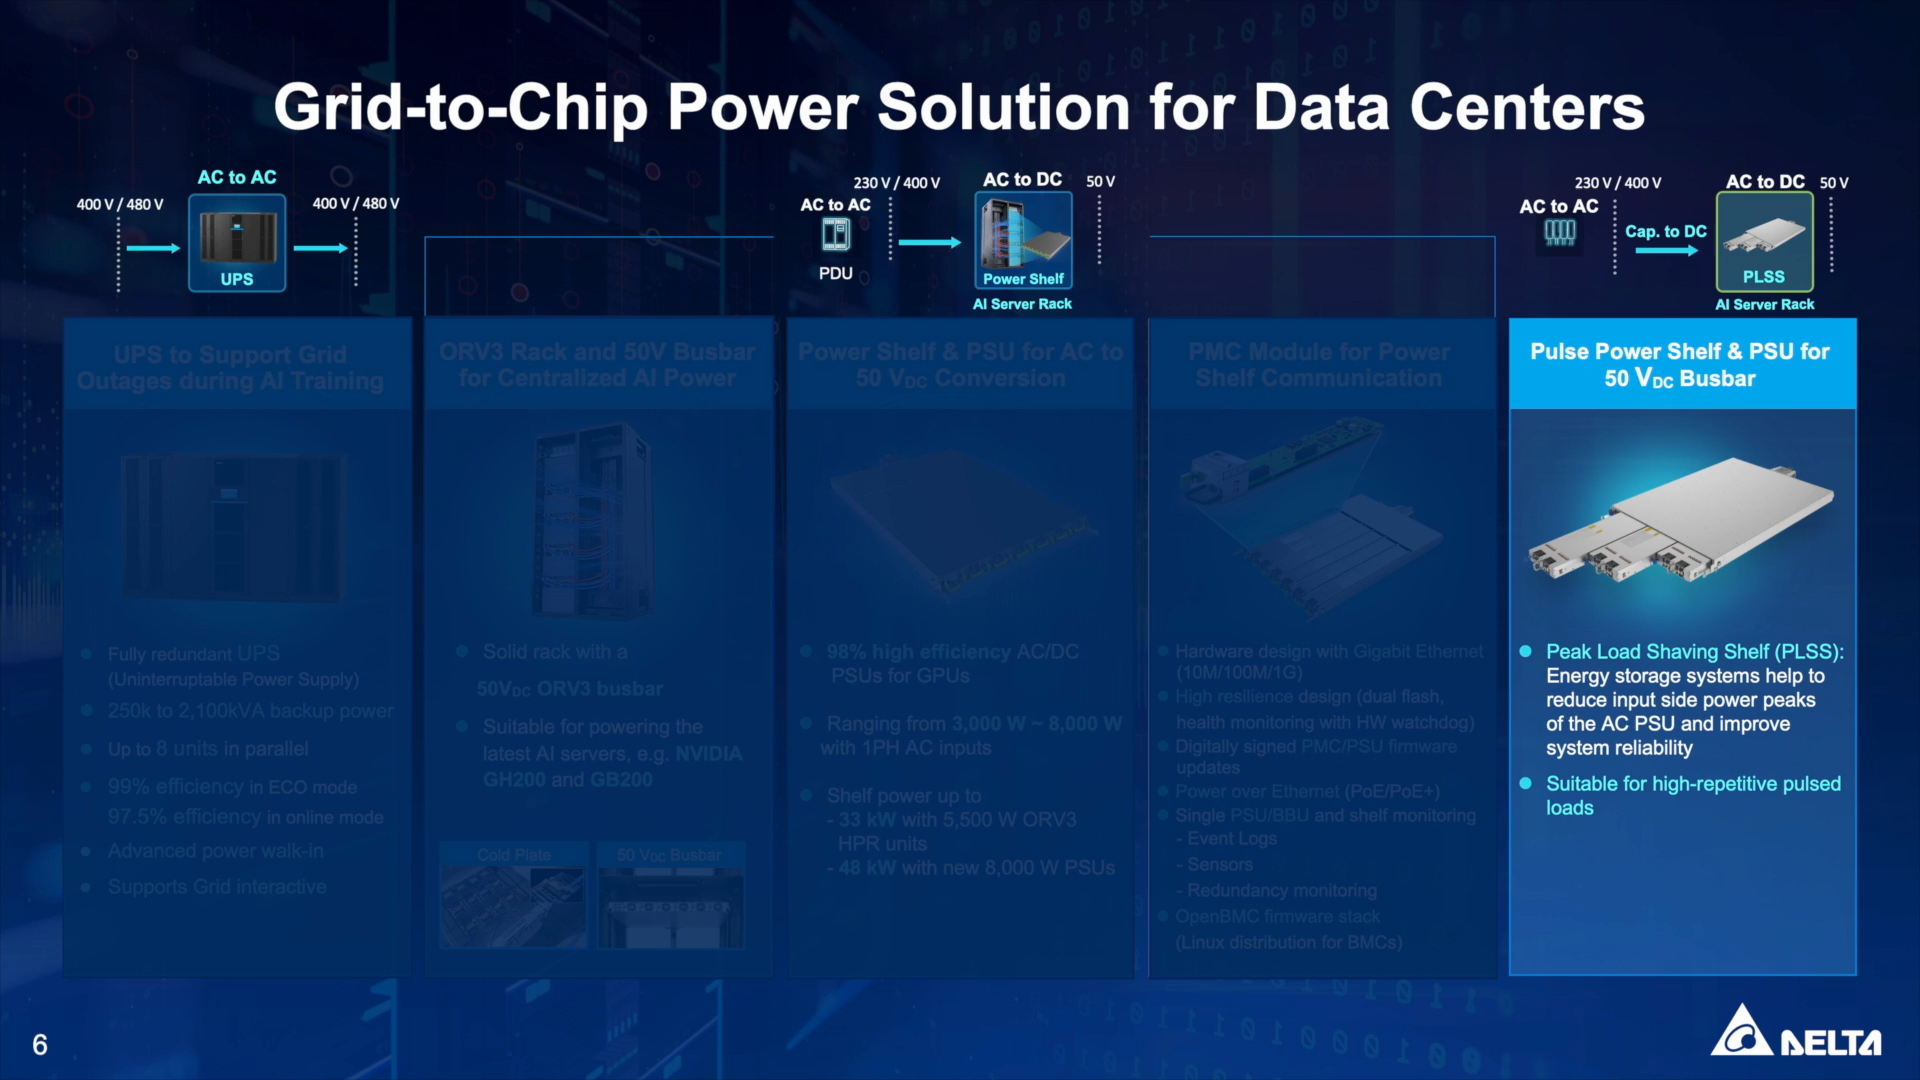 Grid-to-Chip Power Solution for Data Centers
AC to AC
400 V / 480 V
400 V / 480 V
UPS
230 V / 400 V
AC to DC
50 V
AC to AC
PDU
Power Shelf
AI Server Rack
230 V / 400 V
AC to DC
50 V
AC to AC
Cap. to DC
PLSS
AI Server Rack
UPS to Support Grid
Outages during AI Training
Fully redundant UPS
(Uninterruptable Power Supply)
250k to 2,100kVA backup power
Up to 8 units in parallel
99% efficiency in ECO mode
97.5% efficiency in online mode
Advanced power walk-in
Supports Grid interactive
ORV3 Rack and 50V Busbar
for Centralized AI Power
Solid rack with a
50VDC ORV3 busbar
Suitable for powering the
latest AI servers, e.g. NVIDIA
GH200 and GB200
Cold Plate
50 VDC Busbar
Power Shelf & PSU for AC to
50 VDC Conversion
98% high efficiency AC/DC
PSUs for GPUs
Ranging from 3,000 W ~ 8,000 W
with 1PH AC inputs
Shelf power up to
- 33 kW with 5,500 W ORV3
HPR units
- 48 kW with new 8,000 W PSUs
PMC Module for Power
Shelf Communication
Hardware design with Gigabit Ethernet
(10M/100M/1G)
High resilience design (dual flash,
health monitoring with HW watchdog)
Digitally signed PMC/PSU firmware
updates
Power over Ethernet (PoE/PoE+)
Single PSU/BBU and shelf monitoring
- Event Logs
- Sensors
- Redundancy monitoring
OpenBMC firmware stack
(Linux distribution for BMCs)
Pulse Power Shelf & PSU for
50 VDC Busbar
Peak Load Shaving Shelf (PLSS):
Energy storage systems help to
reduce input side power peaks
of the AC PSU and improve
system reliability
Suitable for high-repetitive pulsed
loads
6
DELTA